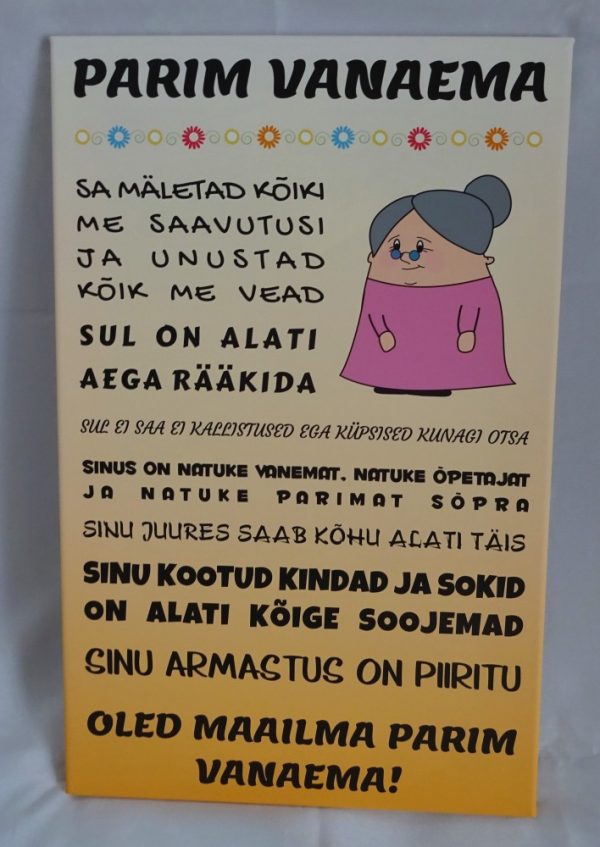 PARIM VANAEMA
SA MÄLETAD KÕIKI
ME SAAVUTUSI
JA UNUSTAD
KÕIK ME VEAD
SUL ON ALATI
AEGA RÄÄKIDA
SUL EI SAA EI KALLISTUSED EGA KÜPSISED KUNAGI OTSA
SINUS ON NATUKE VANEMAT, NATUKE ÕPETAJAT
JA NATUKE PARIMAT SÕPRA
SINU JUURES SAAB KÕHU ALATI TÄIS
SINU KOOTUD KINDAD JA SOKID
ON ALATI KÕIGE SOOJEMAD
SINU ARMASTUS ON PIIRITU
OLED MAAILMA PARIM
VANAEMA!